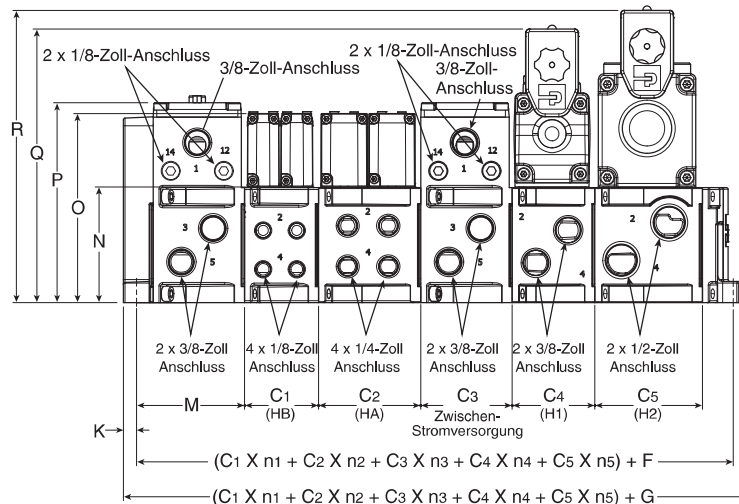 2 x 1/8-Zoll-Anschluss
3/8-Zoll-Anschluss
2 x 1/8-Zoll-Anschluss
3/8-Zoll-
Anschluss
R
Q
P
O
N
14
12
1
3
5
2
4
2
4
14
12
1
3
5
2
4
2
4
2 x 3/8-Zoll
Anschluss
4 x 1/8-Zoll
Anschluss
4 x 1/4-Zoll
Anschluss
2 x 3/8-Zoll
Anschluss
2 x 3/8-Zoll
Anschluss
2 x 1/2-Zoll
Anschluss
K
M
C1
(HB)
C2
(HA)
C3
Zwischen-
Stromversorgung
C4
(H1)
C5
(H2)
(C1 X n1 + C2 X n2 + C3 X n3 + C4 X n4 + C5 X n5) + F
(C1 X n1 + C2 X n2 + C3 X n3 + C4 X n4 + C5 X n5) + G